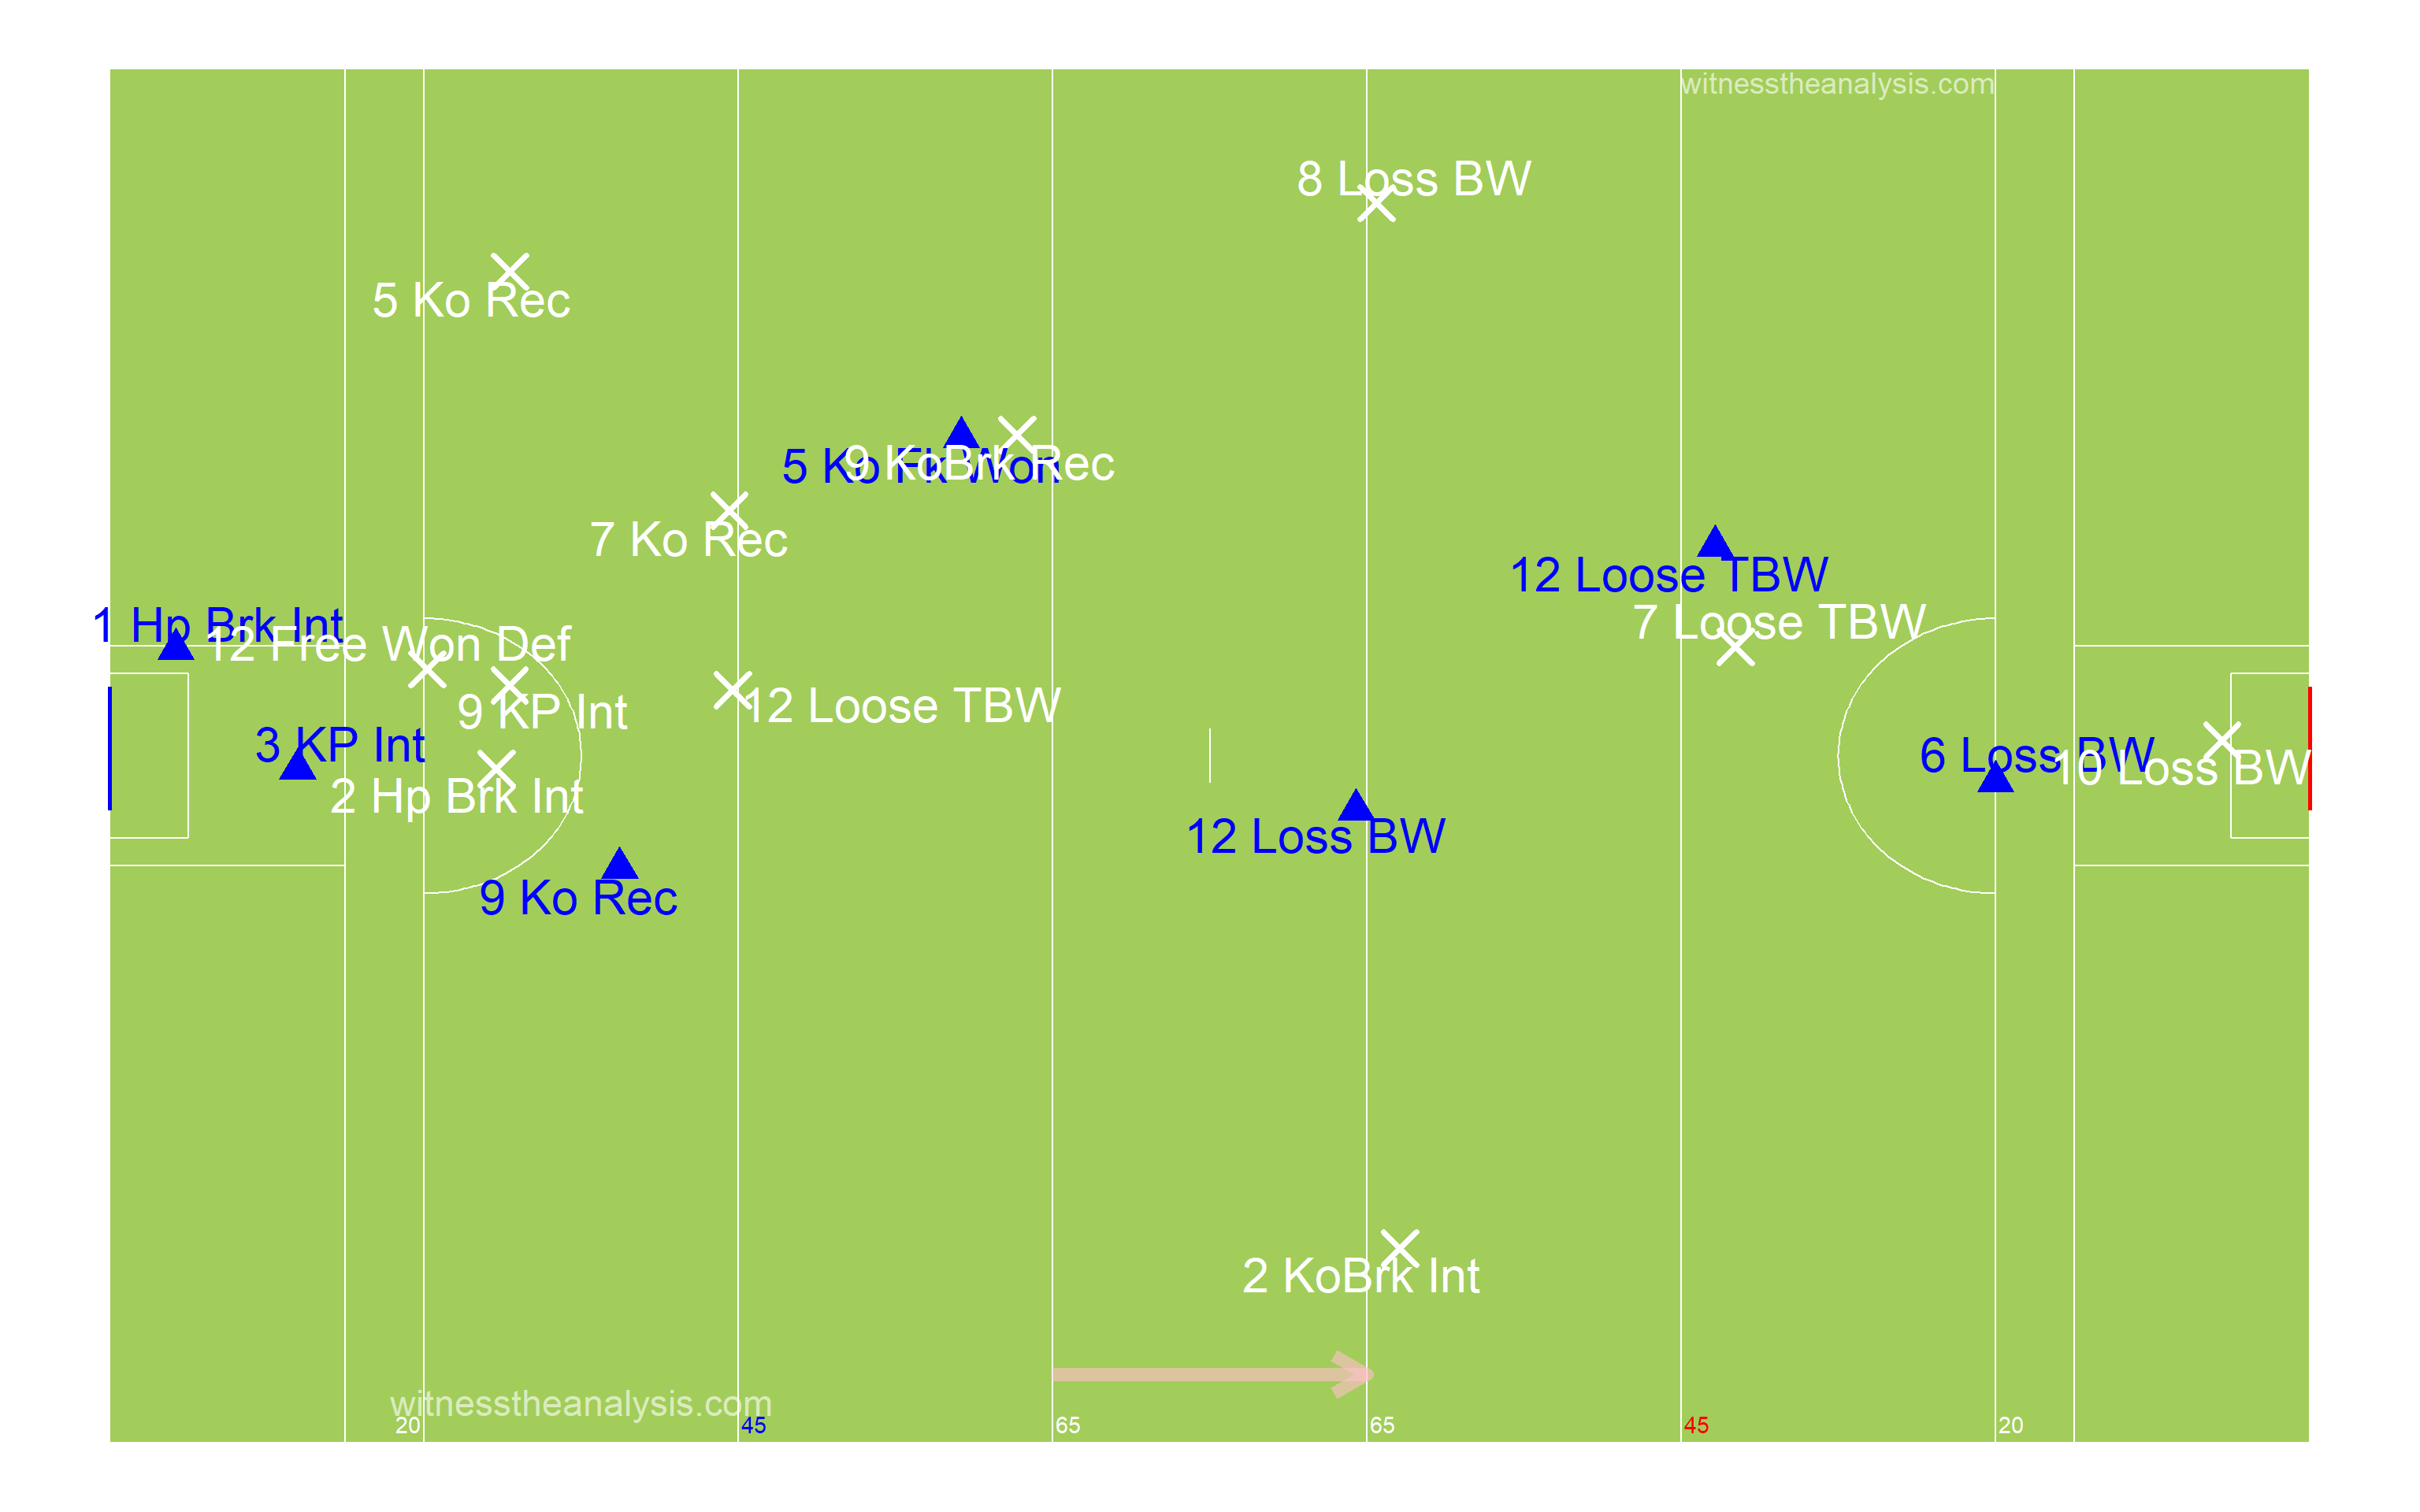 witnesstheanalysis.com
8 Loss BW
5 Ko Rec
5 Ko Fk Won
9 KoBrk Rec
7 Ko Rec
12 Loose TBW
1 Hp Brk Int
12 Free Won Def
7 Loose TBW
9 KP Int
12 Loose TBW
3 KP Int
6 Loss BW
10 Loss BW
2 Hp Brk Int
12 Loss BW
9 Ko Rec
2 KoBrk Int
witnesstheanalysis.com
20
45
65
65
45
20